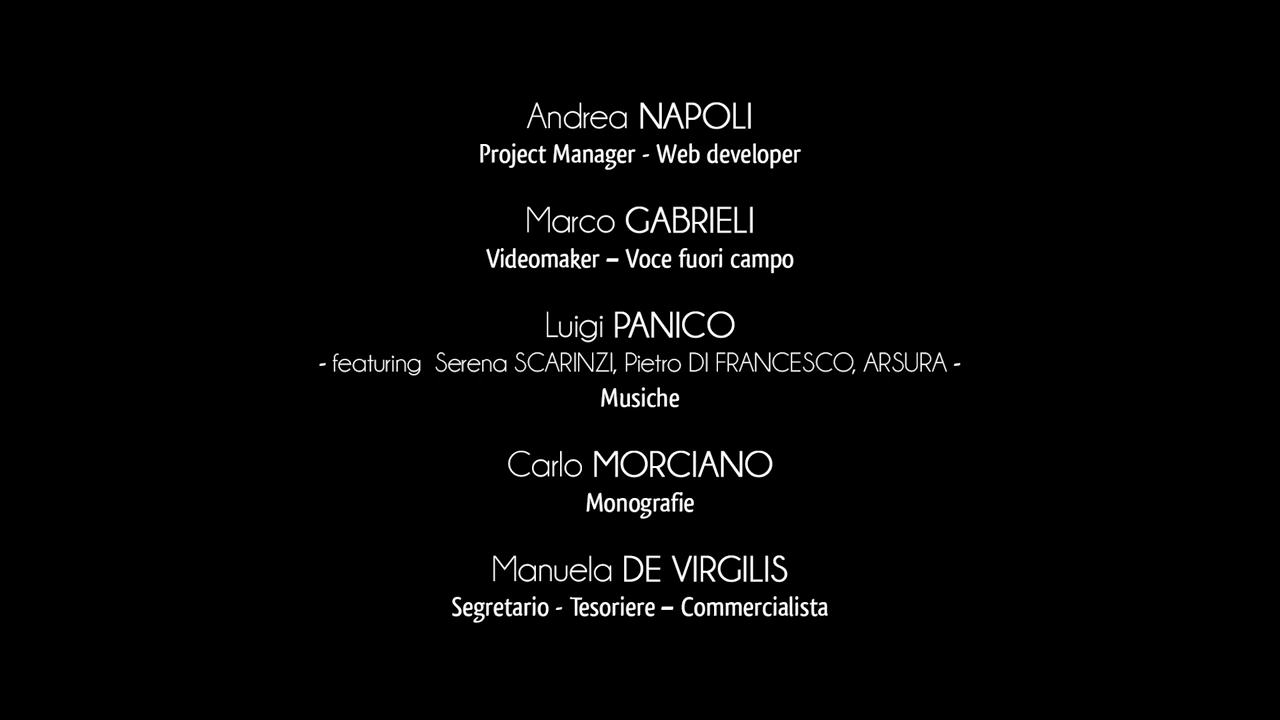 Andrea NAPOLI
Project Manager - Web developer
Marco GABRIELI
Videomaker – Voce fuori campo
Luigi PANICO
- featuring  Serena SCARINZI, Pietro DI FRANCESCO, ARSURA -
Musiche
Carlo MORCIANO
Monografie
Manuela DE VIRGILIS
Segretario - Tesoriere – Commercialista